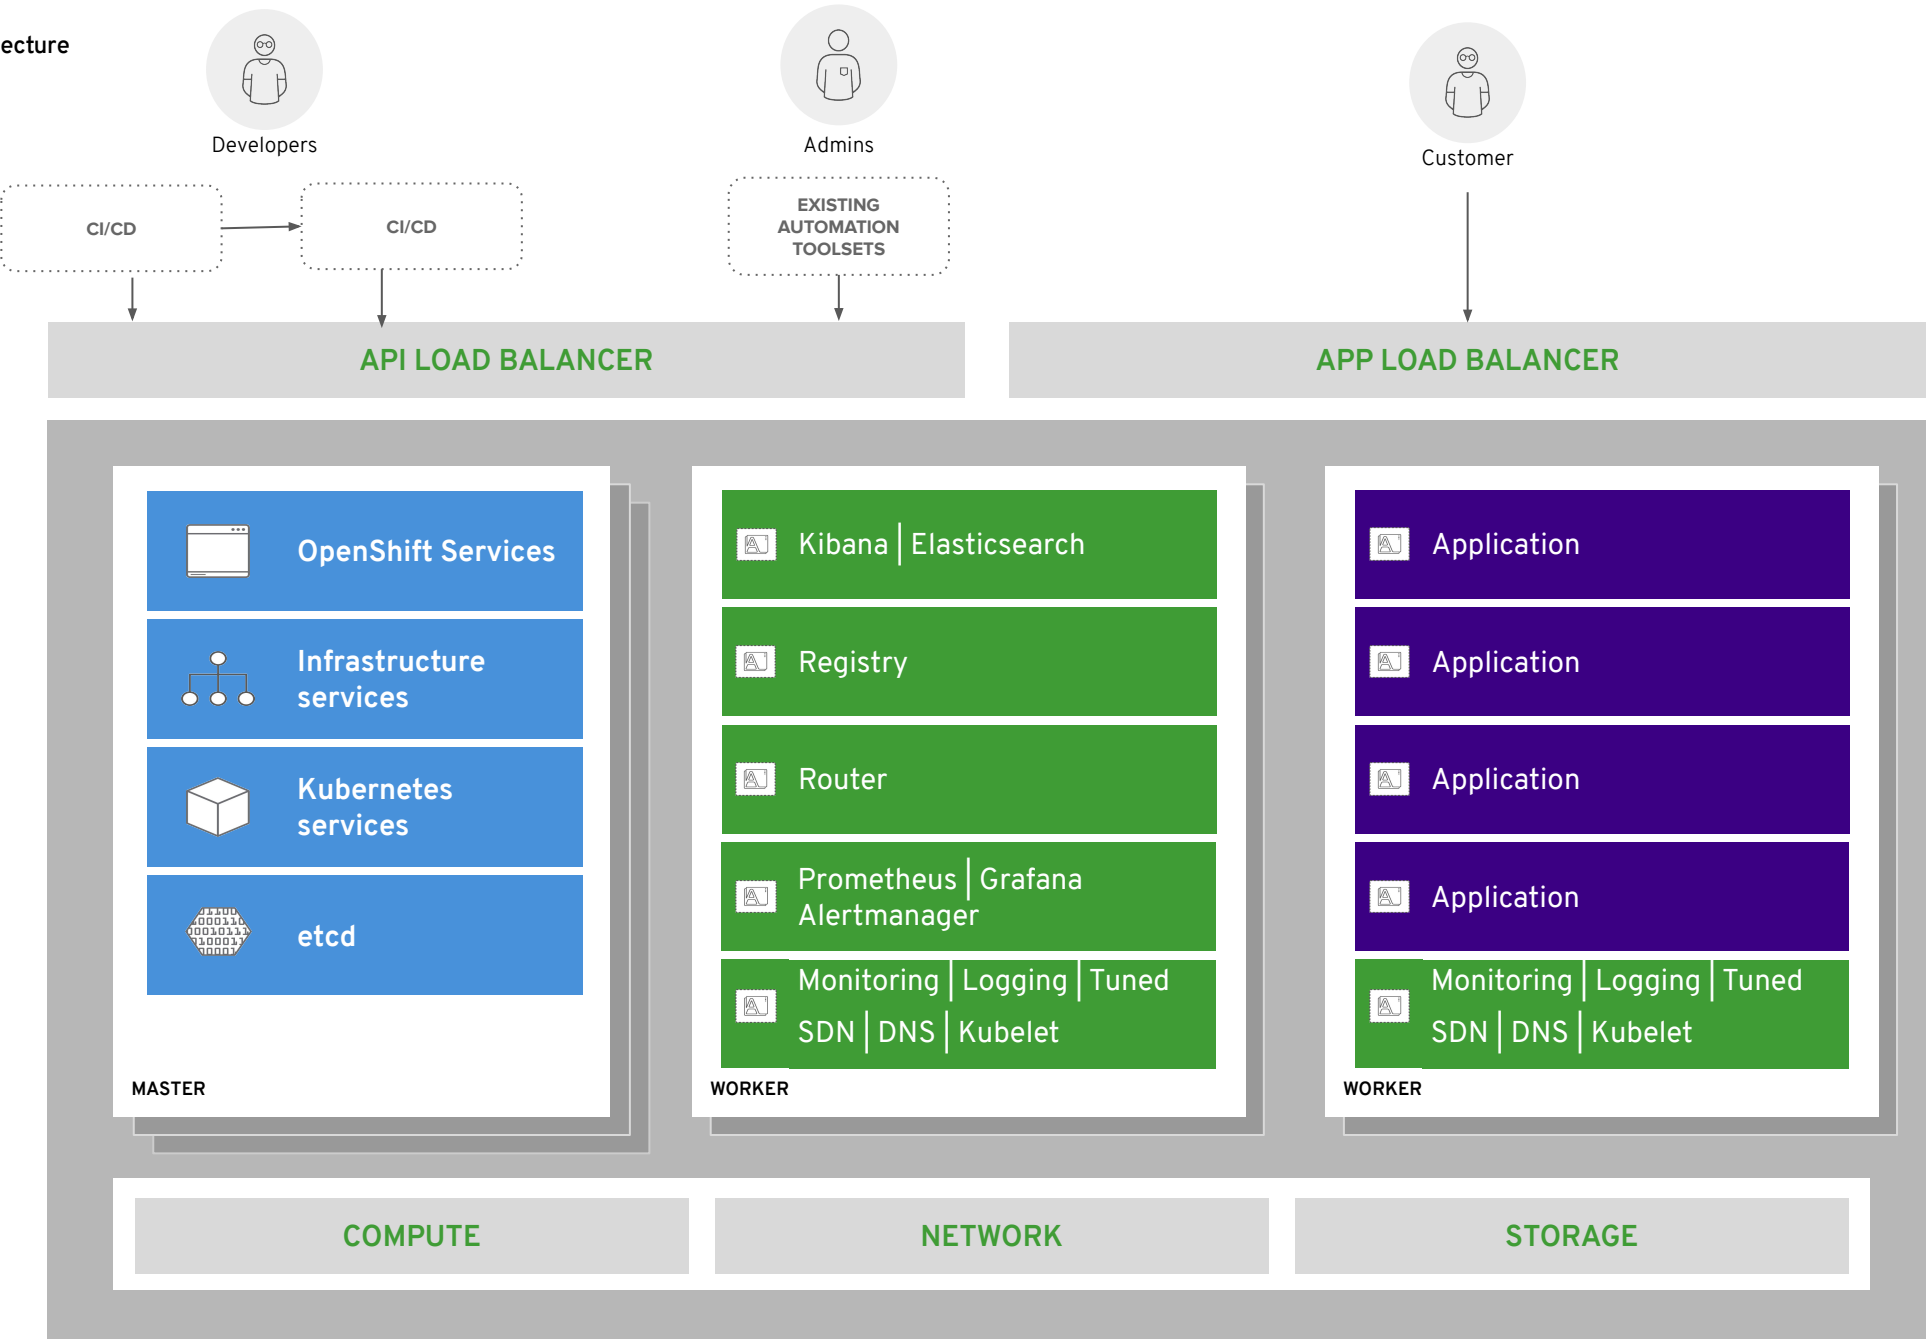 ecture
Developers
Admins
Customer
CI/CD
CI/CD
EXISTING
AUTOMATION
TOOLSETS
API LOAD BALANCER
APP LOAD BALANCER
OpenShift Services
Infrastructure
services
Kubernetes
services
etcd
MASTER
Kibana | Elasticsearch
Registry
Router
Prometheus | Grafana
Alertmanager
Monitoring | Logging | Tuned
SDN | DNS | Kubelet
WORKER
Application
Application
Application
Application
Monitoring | Logging | Tuned
SDN | DNS | Kubelet
WORKER
COMPUTE
NETWORK
STORAGE